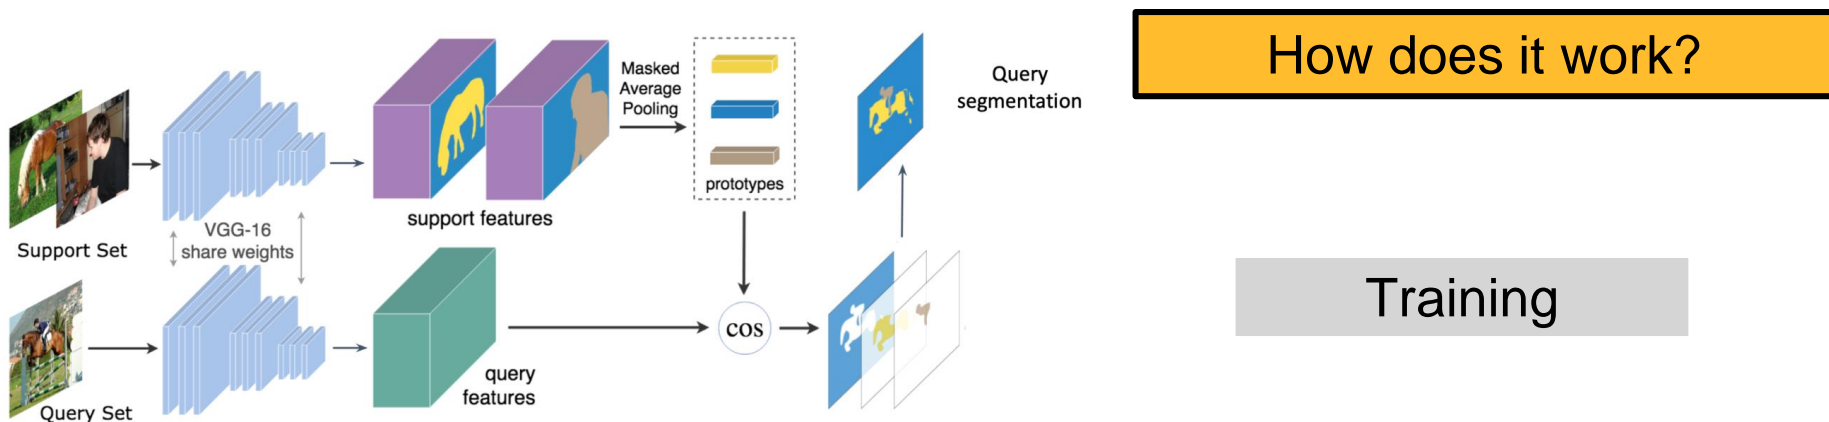 How does it work?
Masked
Average
Pooling
Query
segmentation
prototypes
support features
Support Set
VGG-16
share weights
Training
cos
query
features
Query Set